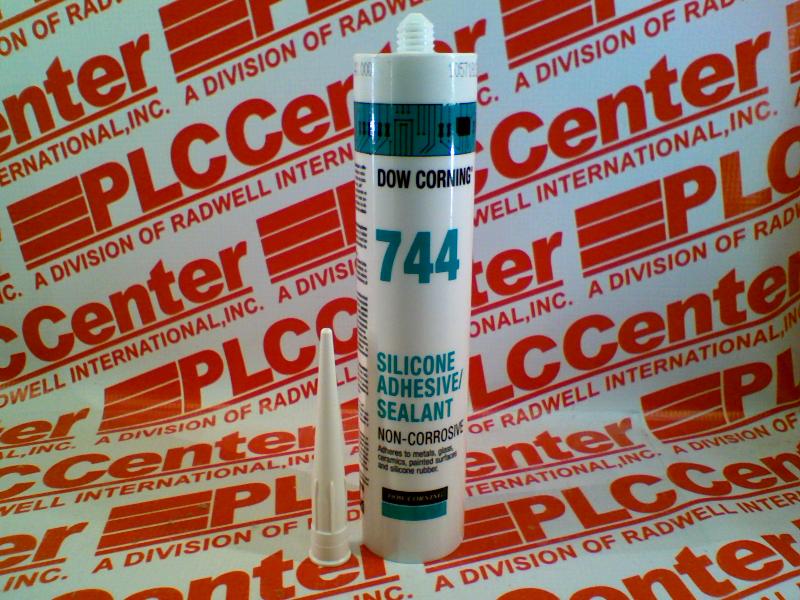 DOW CORNING
744
SILICONE
ADHESIVE/
SEALANT
NON-CORROSIVE
Adheres to metals, glass,
ceramics, painted surfaces
and silicone rubber.
DOW CORNING
PLCCenter
A DIVISION OF RADWELL INTERNATIONAL, INC.